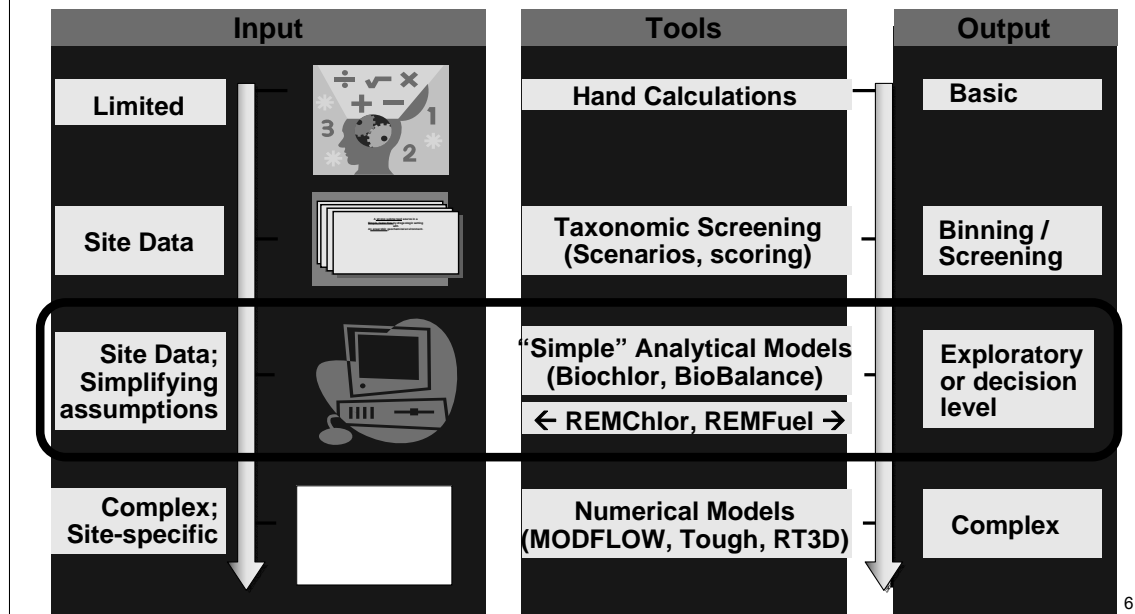 Input
Tools
Output
Limited
÷ √ ×
+ −
3
1
2
Hand Calculations
Basic
Site Data
Taxonomic Screening
(Scenarios, scoring)
Binning /
Screening
Site Data;
Simplifying
assumptions
“Simple” Analytical Models
(Biochlor, BioBalance)
← REMChlor, REMFuel →
Exploratory
or decision
level
Complex;
Site-specific
Numerical Models
(MODFLOW, Tough, RT3D)
Complex
6